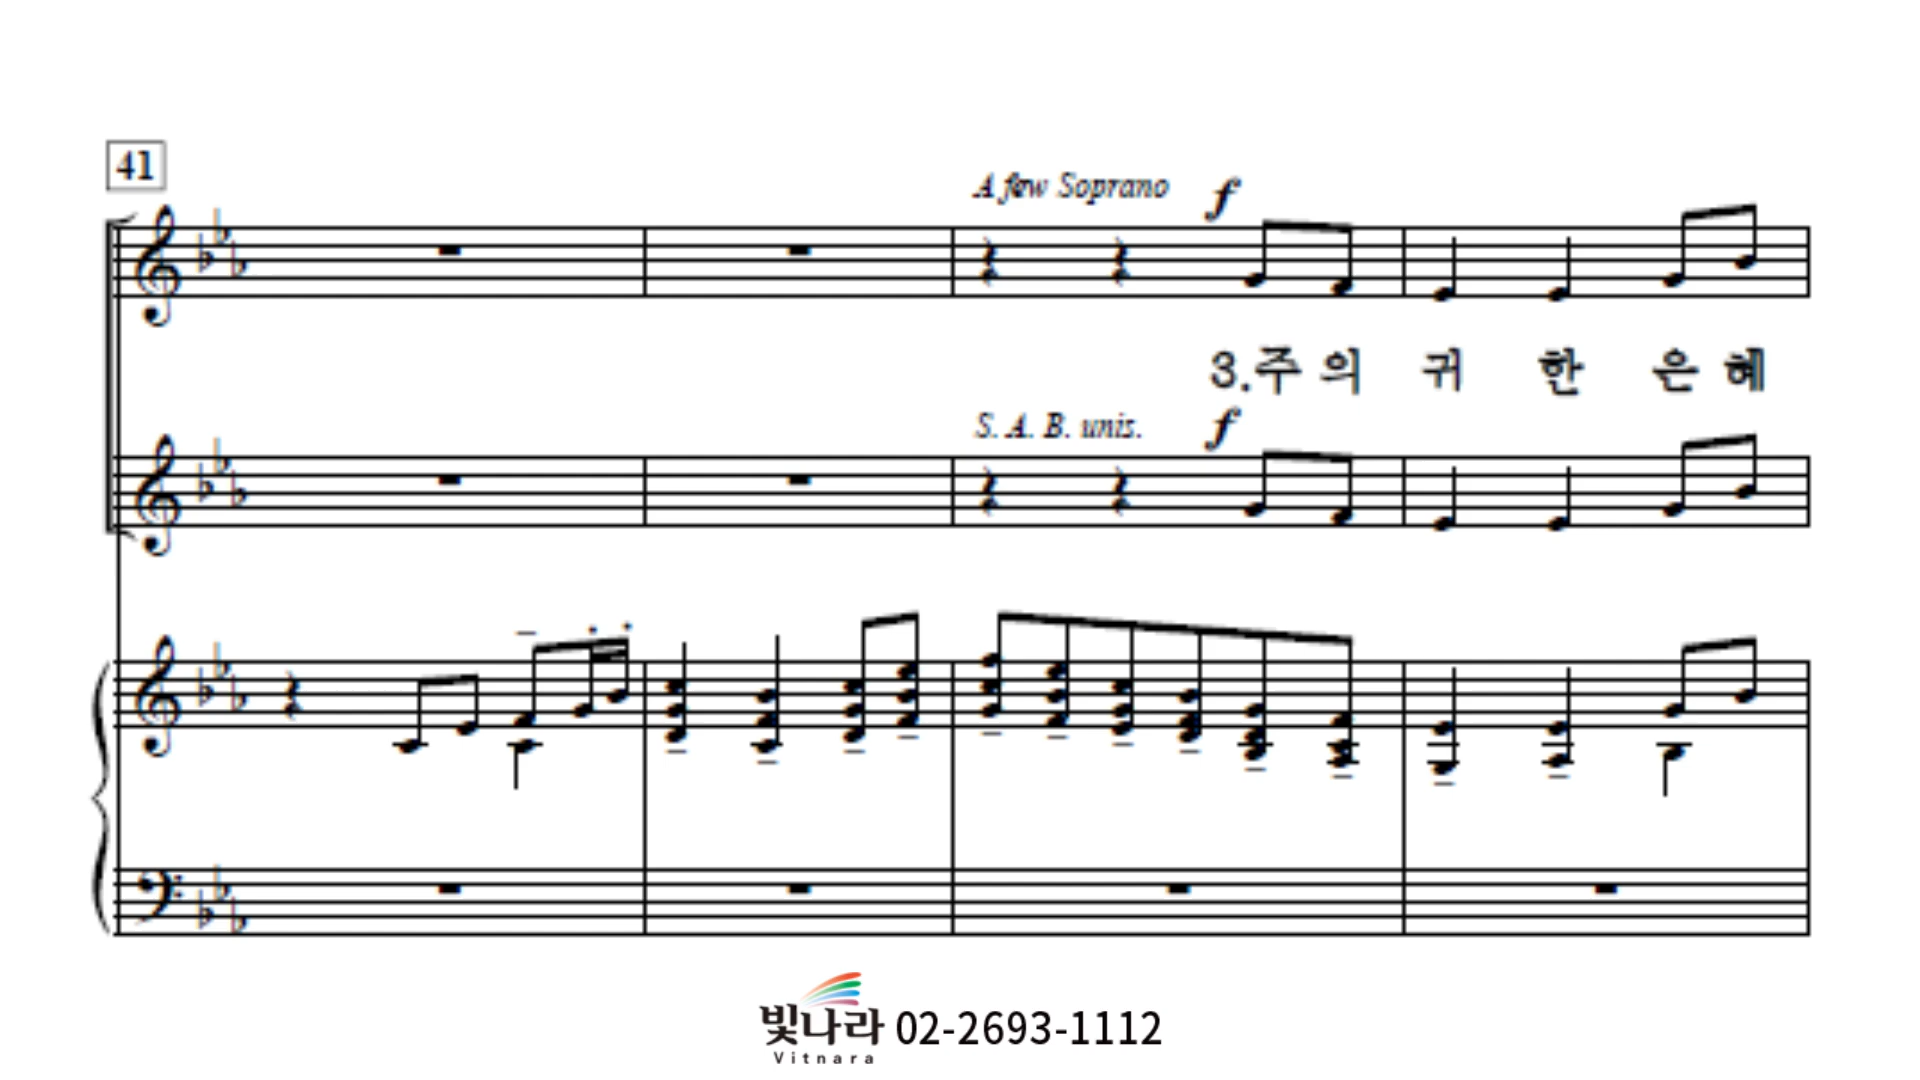 41
A few Soprano f
3.주 의 귀 한 은 혜
S. A. B. unis. f
빛나라 02-2693-1112
Vitnara